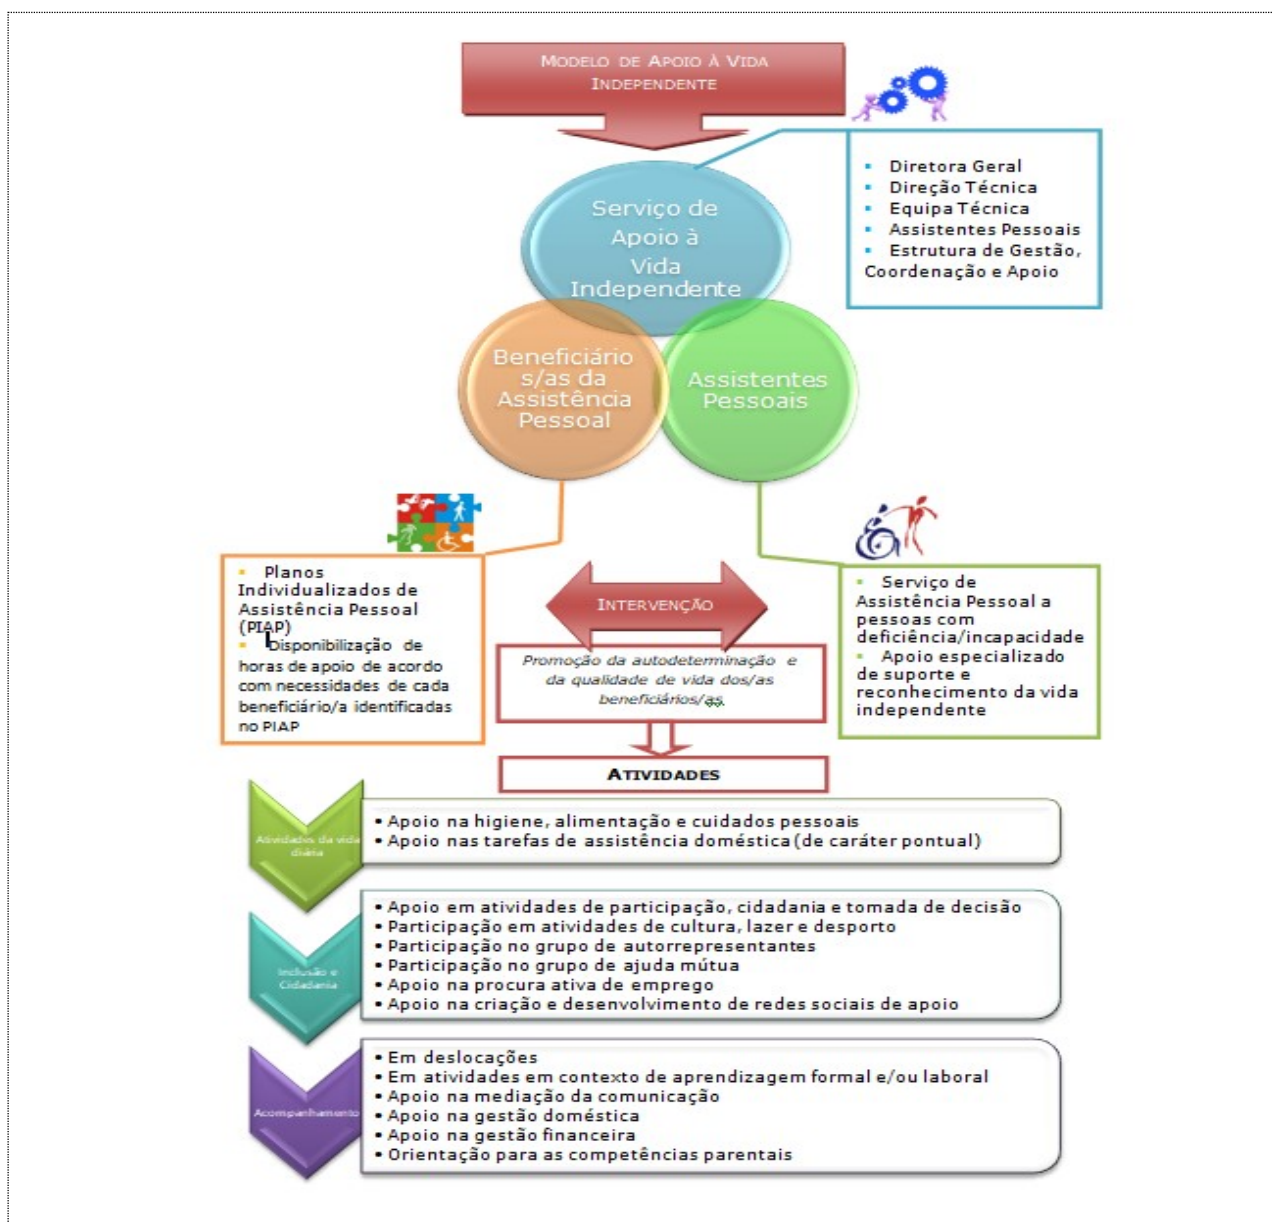 MODELO DE APOIO À VIDA
INDEPENDENTE
▪ Diretora Geral
▪ Direção Técnica
▪ Equipa Técnica
▪ Assistentes Pessoais
▪ Estrutura de Gestão,
Coordenação e Apoio
Serviço de
Apoio à
Vida
Independente
Beneficiário
s/as da
Assistência
Pessoal
Assistentes
Pessoais
▪ Planos
Individualizados de
Assistência Pessoal
(PIAP)
▪ Disponibilização de
horas de apoio de acordo
com necessidades de cada
beneficiário/a identificadas
no PIAP
INTERVENÇÃO
Promoção da autodeterminação e
da qualidade de vida dos/as
beneficiários/as.
▪ Serviço de
Assistência Pessoal a
pessoas com
deficiência/incapacidade
▪ Apoio especializado
de suporte e
reconhecimento da vida
independente
ATIVIDADES
Atividades da vida
diária
• Apoio na higiene, alimentação e cuidados pessoais
• Apoio nas tarefas de assistência doméstica (de caráter pontual)
Inclusão e
Cidadania
• Apoio em atividades de participação, cidadania e tomada de decisão
• Participação em atividades de cultura, lazer e desporto
• Participação no grupo de autorrepresentantes
• Participação no grupo de ajuda mútua
• Apoio na procura ativa de emprego
• Apoio na criação e desenvolvimento de redes sociais de apoio
Acompanhamento
• Em deslocações
• Em atividades em contexto de aprendizagem formal e/ou laboral
• Apoio na mediação da comunicação
• Apoio na gestão doméstica
• Apoio na gestão financeira
• Orientação para as competências parentais